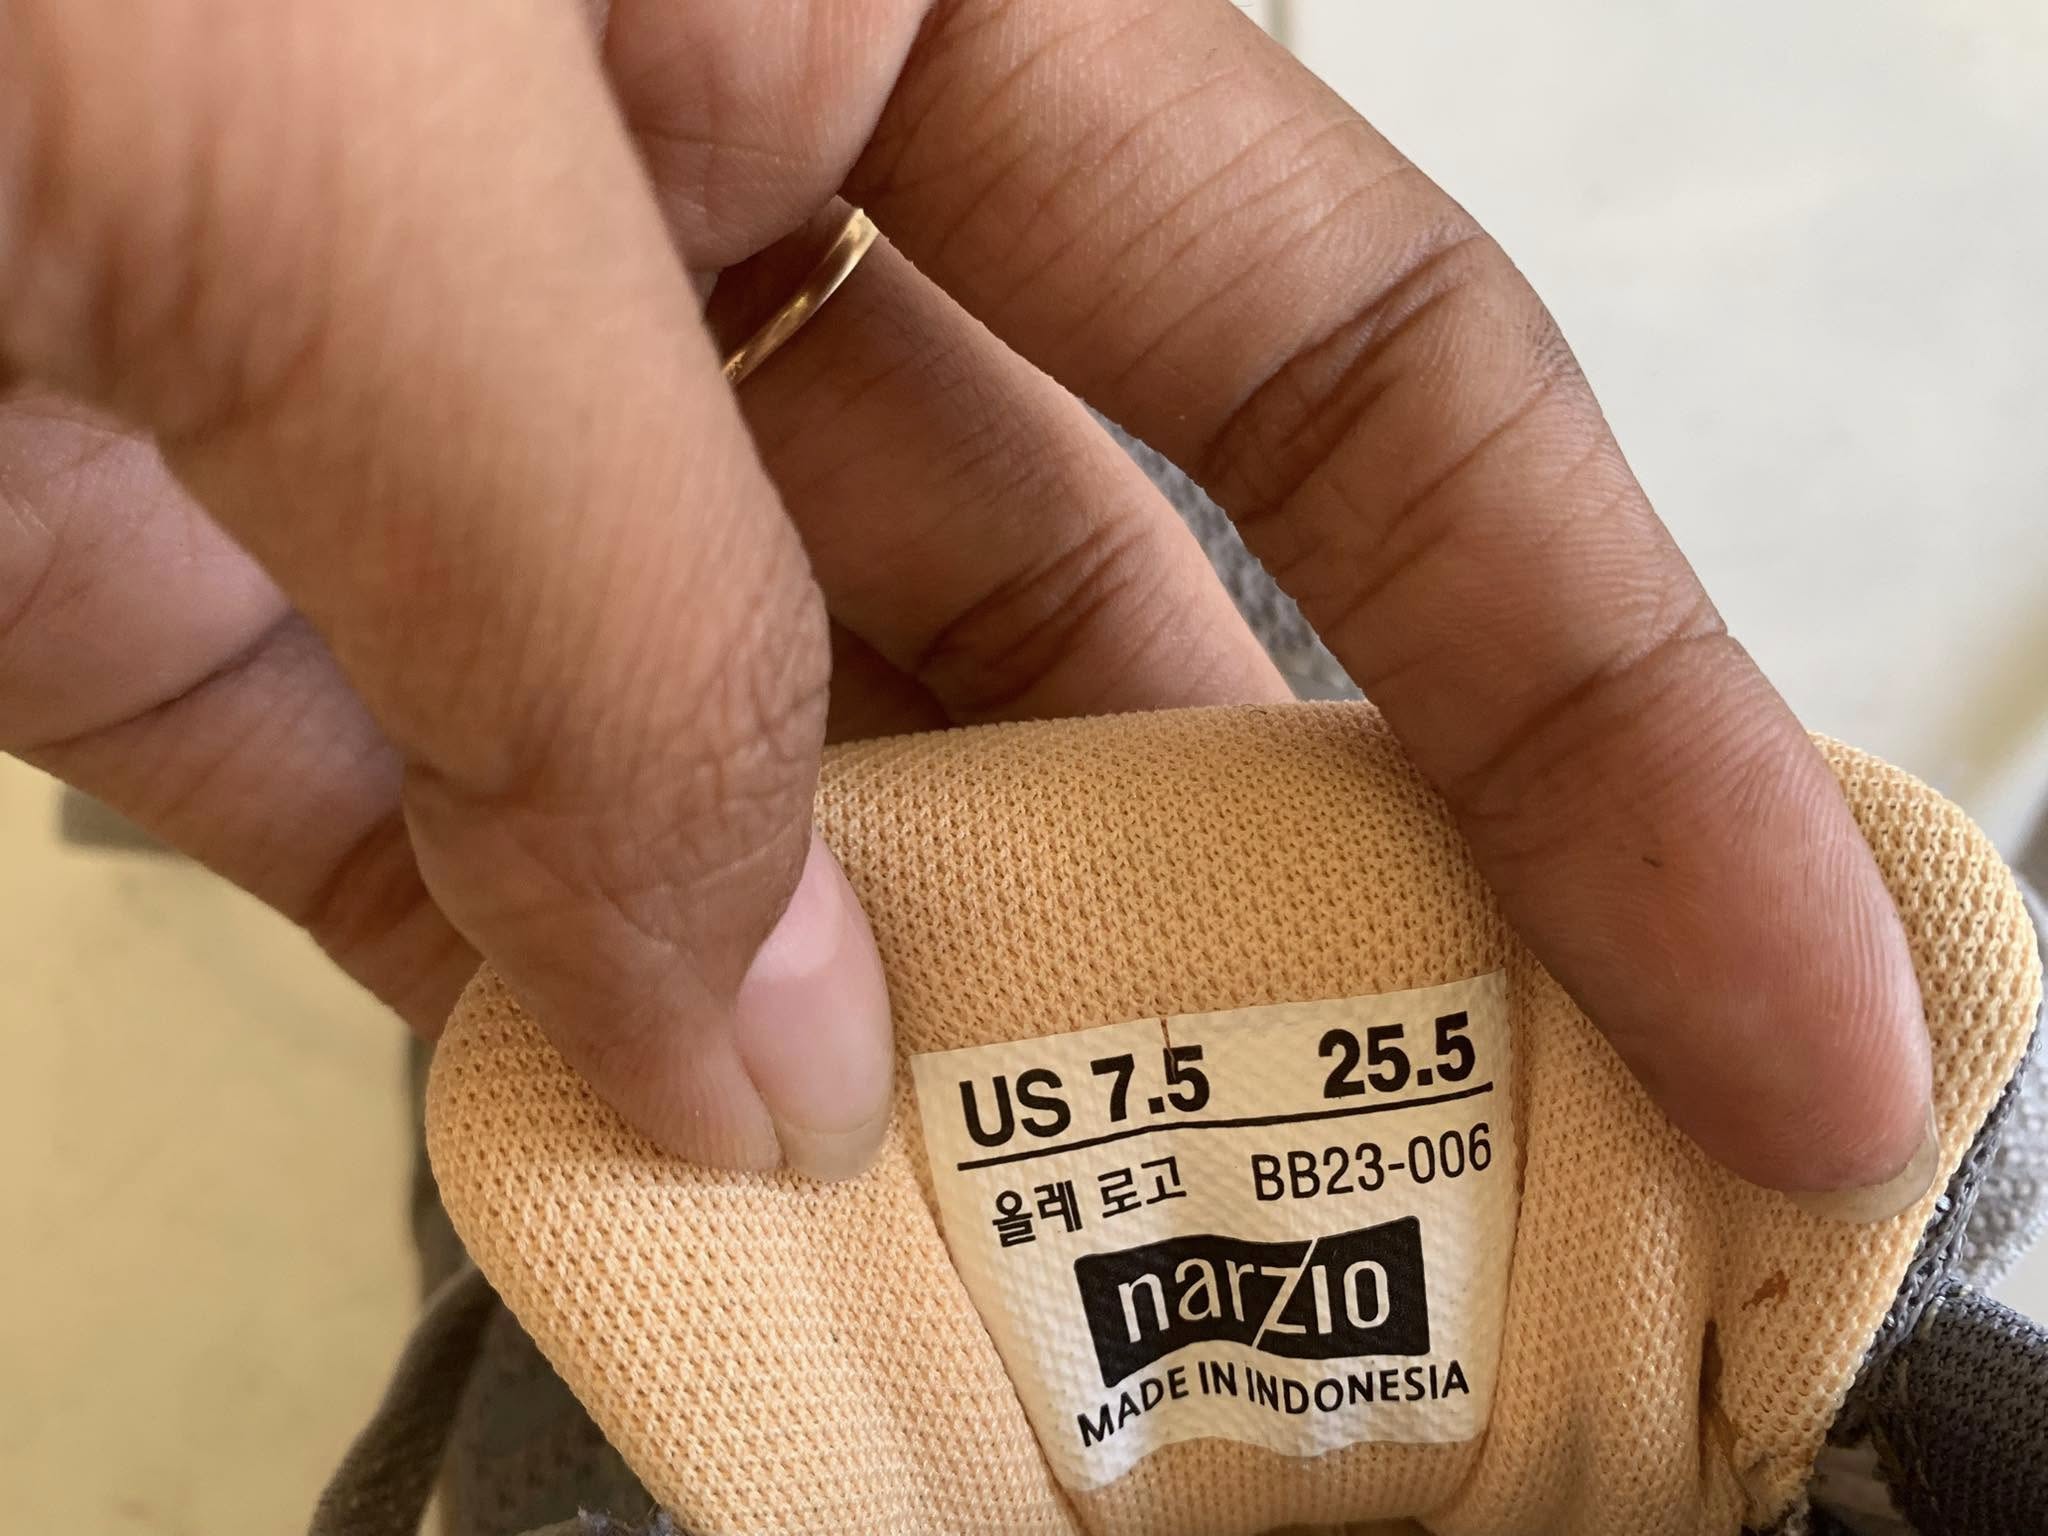 US 7.5 25.5
올레 로고 BB23-006
narzio
MADE IN INDONESIA